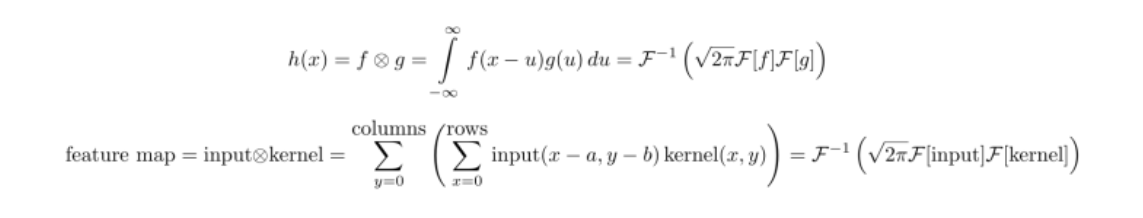 h(x) = f ⊗ g = ∫_{−∞}^{∞} f(x − u)g(u) du = ℱ⁻¹(√(2π)ℱ[f]ℱ[g])
feature map = input⊗kernel = ∑_{y=0}^{columns} (∑_{x=0}^{rows} input(x − a, y − b) kernel(x, y)) = ℱ⁻¹(√(2π)ℱ[input]ℱ[kernel])